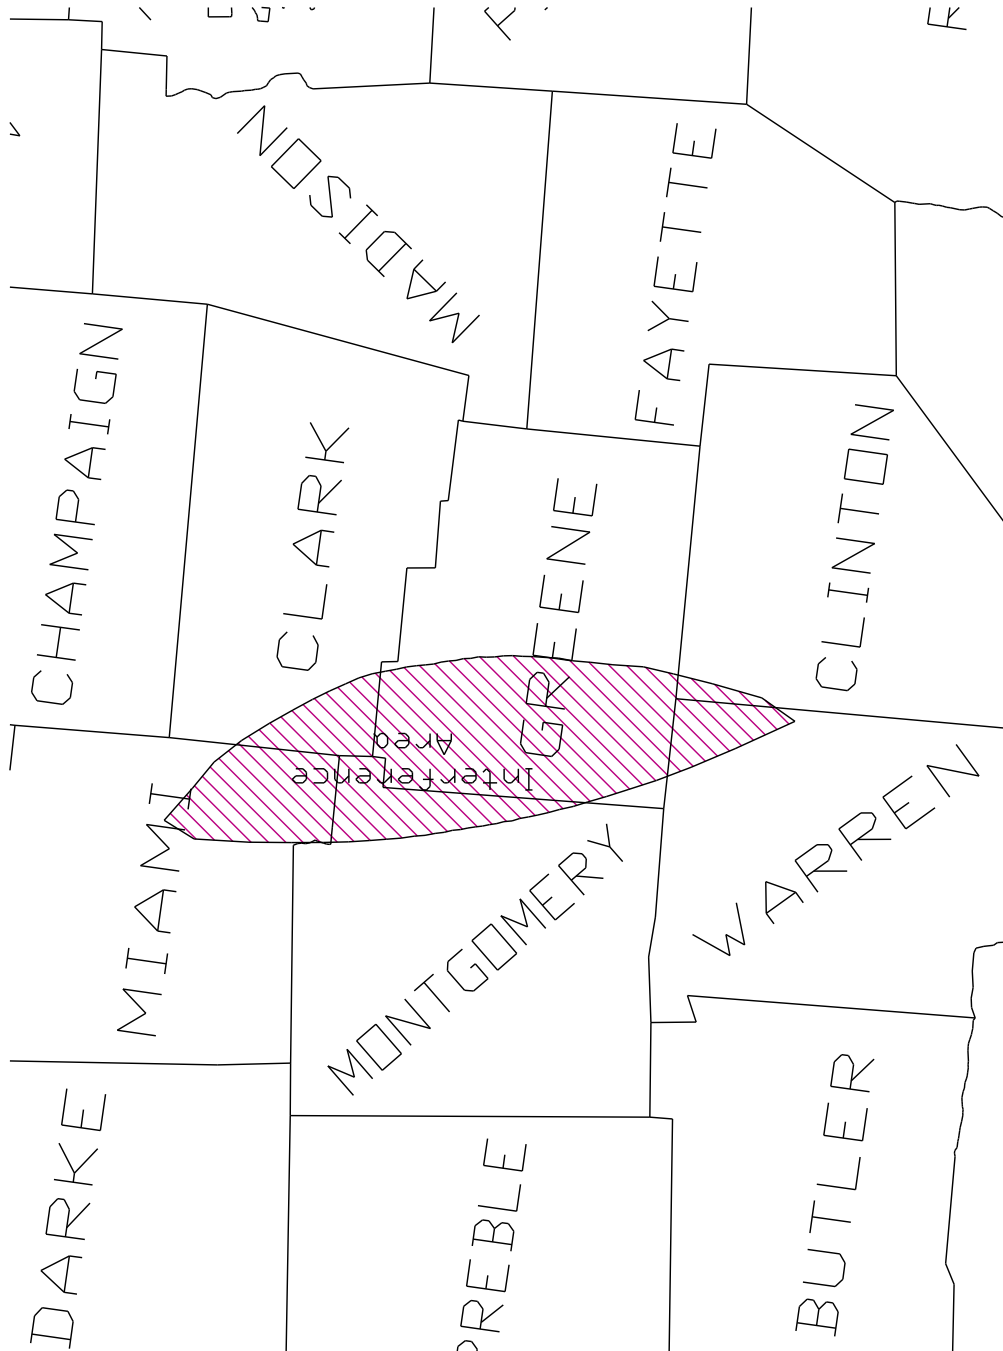 MADISON
FAYETTE
CHAMPAIGN
CLARK
GREENE
CLINTON
Interference
Area
MIAMI
MONTGOMERY
WARREN
DARKE
PREBLE
BUTLER